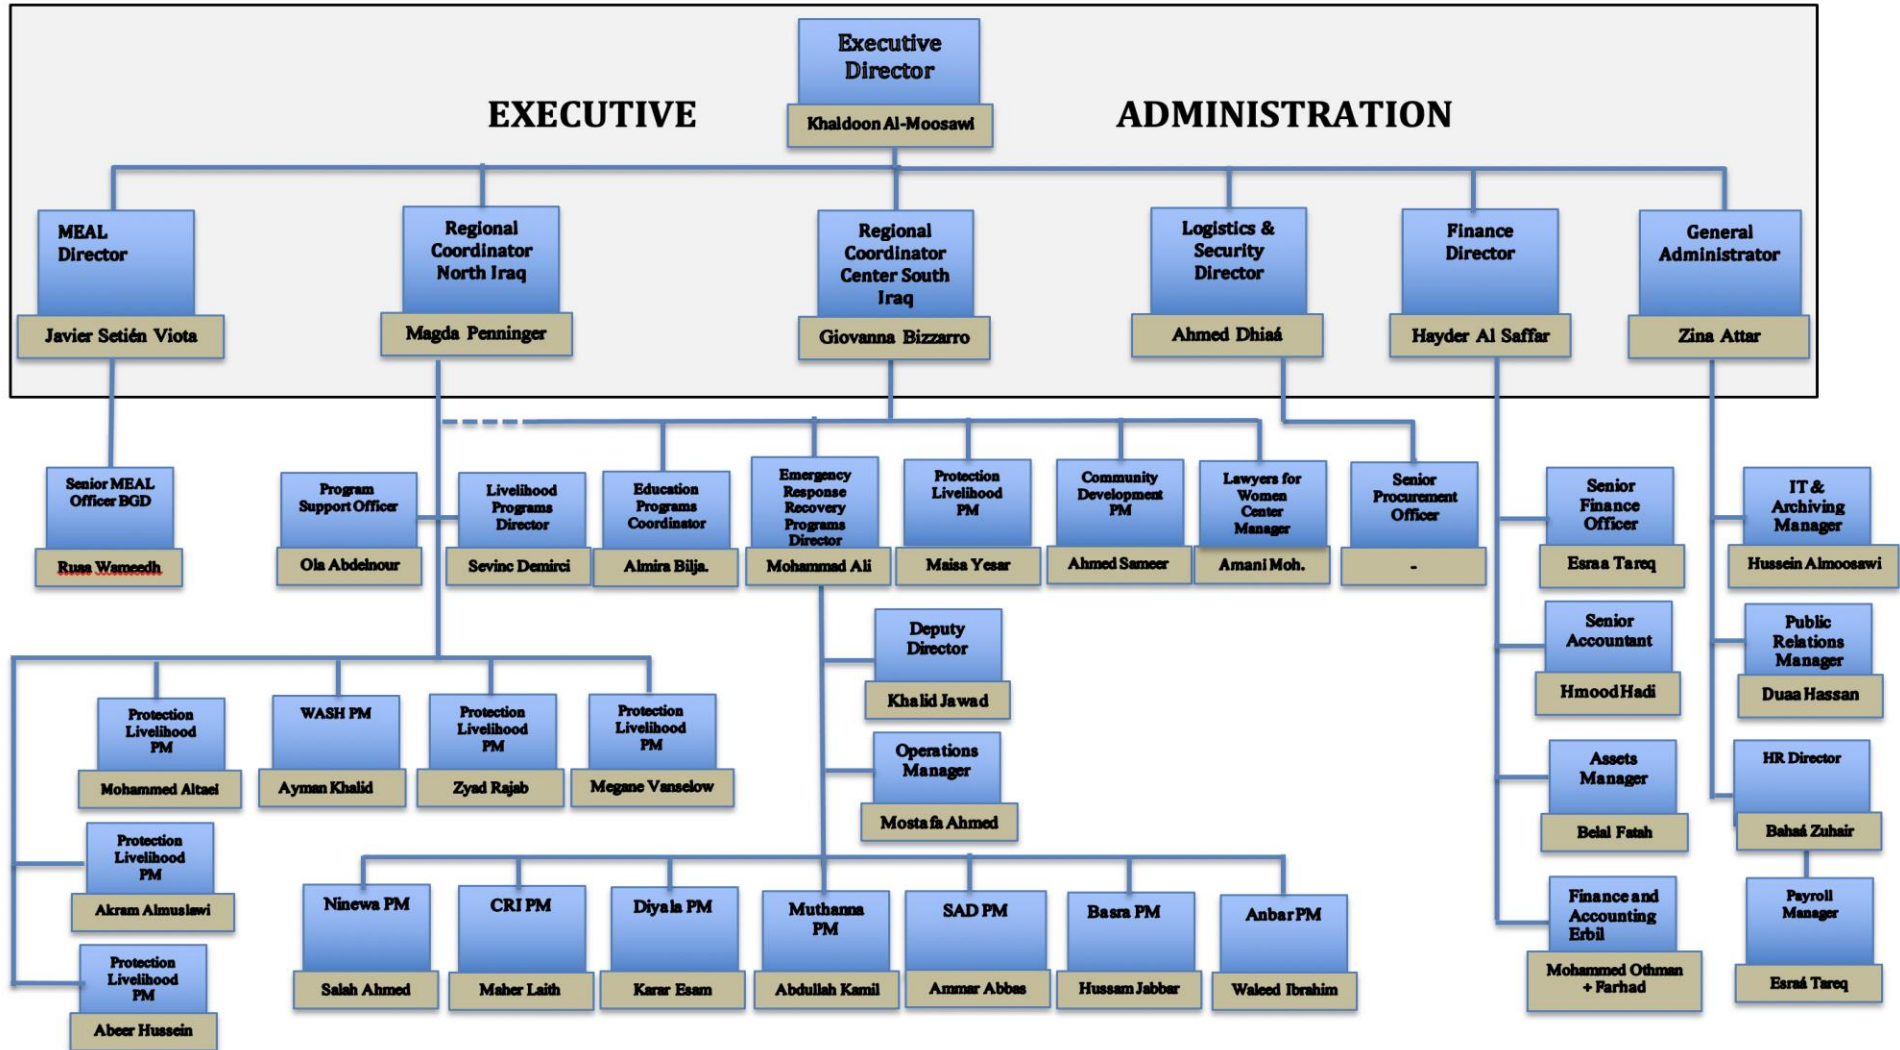 Executive
Director
EXECUTIVE
ADMINISTRATION
Khaldoon Al-Moosawi
MEAL
Director
Javier Setién Viota
Regional
Coordinator
North Iraq
Magda Penninger
Regional
Coordinator
Center South
Iraq
Giovanna Bizzarro
Logistics &
Security
Director
Ahmed Dhiaá
Finance
Director
Hayder Al Saffar
General
Administrator
Zina Attar
Senior MEAL
Officer BGD
Ruaa Wameedh
Program
Support Officer
Ola Abdelnour
Livelihood
Programs
Director
Sevinc Demirci
Education
Programs
Coordinator
Almira Bilja.
Emergency
Response
Recovery
Programs
Director
Mohammad Ali
Protection
Livelihood
PM
Maisa Yesar
Community
Development
PM
Ahmed Sameer
Lawyers for
Women
Center
Manager
Amani Moh.
Senior
Procurement
Officer
-
Senior
Finance
Officer
Esraa Tareq
IT &
Archiving
Manager
Hussein Almoosawi
Deputy
Director
Khalid Jawad
Senior
Accountant
Hmood Hadi
Public
Relations
Manager
Duaa Hassan
Protection
Livelihood
PM
Mohammed Altaei
WASH PM
Ayman Khalid
Protection
Livelihood
PM
Zyad Rajab
Protection
Livelihood
PM
Megane Vanselow
Operations
Manager
Mostafa Ahmed
Assets
Manager
Belal Fatah
HR Director
Bahaá Zuhair
Protection
Livelihood
PM
Akram Almuslawi
Protection
Livelihood
PM
Abeer Hussein
Ninewa PM
Salah Ahmed
CRI PM
Maher Laith
Diyala PM
Karar Esam
Muthanna
PM
Abdullah Kamil
SAD PM
Ammar Abbas
Basra PM
Hussam Jabbar
Anbar PM
Waleed Ibrahim
Finance and
Accounting
Erbil
Mohammed Othman
+ Farhad
Payroll
Manager
Esraá Tareq